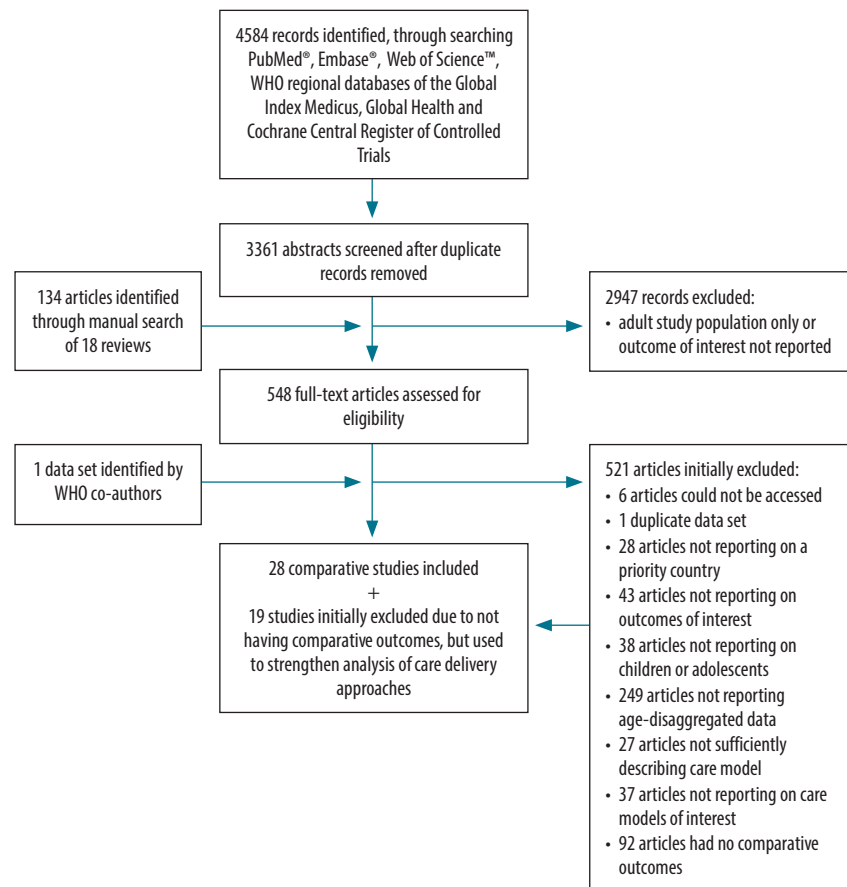 4584 records identified, through searching
PubMed®, Embase®, Web of Science™,
WHO regional databases of the Global
Index Medicus, Global Health and
Cochrane Central Register of Controlled
Trials
3361 abstracts screened after duplicate
records removed
134 articles identified
through manual search
of 18 reviews
2947 records excluded:
• adult study population only or
outcome of interest not reported
548 full-text articles assessed for
eligibility
1 data set identified by
WHO co-authors
521 articles initially excluded:
• 6 articles could not be accessed
• 1 duplicate data set
• 28 articles not reporting on a
priority country
• 43 articles not reporting on
outcomes of interest
• 38 articles not reporting on
children or adolescents
• 249 articles not reporting
age-disaggregated data
• 27 articles not sufficiently
describing care model
• 37 articles not reporting on care
models of interest
• 92 articles had no comparative
outcomes
28 comparative studies included
+
19 studies initially excluded due to not
having comparative outcomes, but used
to strengthen analysis of care delivery
approaches